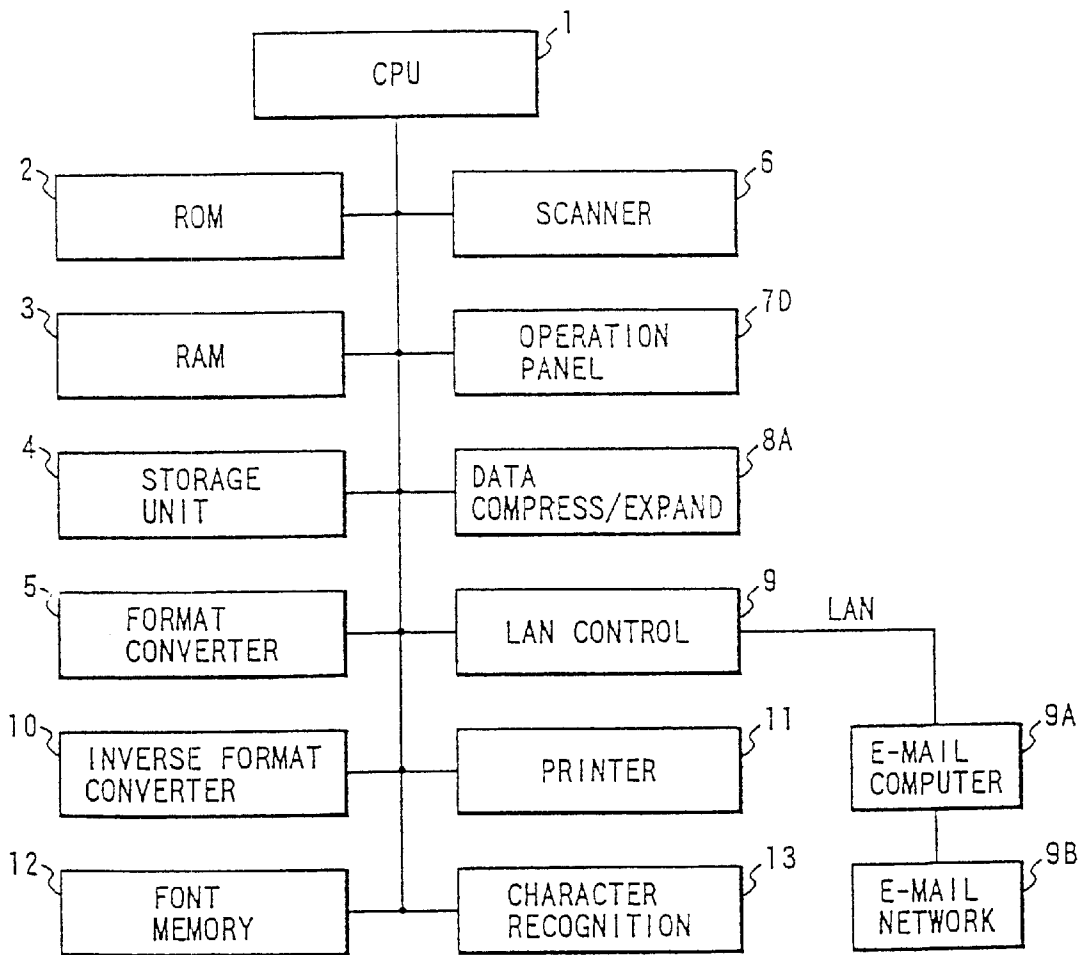 1
CPU
2
ROM
6
SCANNER
3
RAM
7D
OPERATION
PANEL
4
STORAGE
UNIT
8A
DATA
COMPRESS/EXPAND
5
FORMAT
CONVERTER
9
LAN CONTROL
LAN
10
INVERSE FORMAT
CONVERTER
11
PRINTER
9A
E-MAIL
COMPUTER
12
FONT
MEMORY
13
CHARACTER
RECOGNITION
9B
E-MAIL
NETWORK